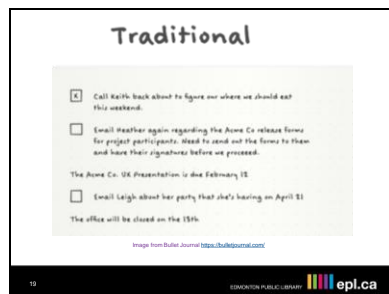 Traditional
x Call Keith back about to figure our where we should eat
this weekend.
Email Heather again regarding the Acme Co release forms
for project participants. Need to send out the forms to them
and have their signatures before we proceed.
The Acme Co. UX Presentation is due February 12
Email Leigh about her party that she's having on April 21
The office will be closed on the 13th
Image from Bullet Journal https://bulletjournal.com/
19
EDMONTON PUBLIC LIBRARY epl.ca